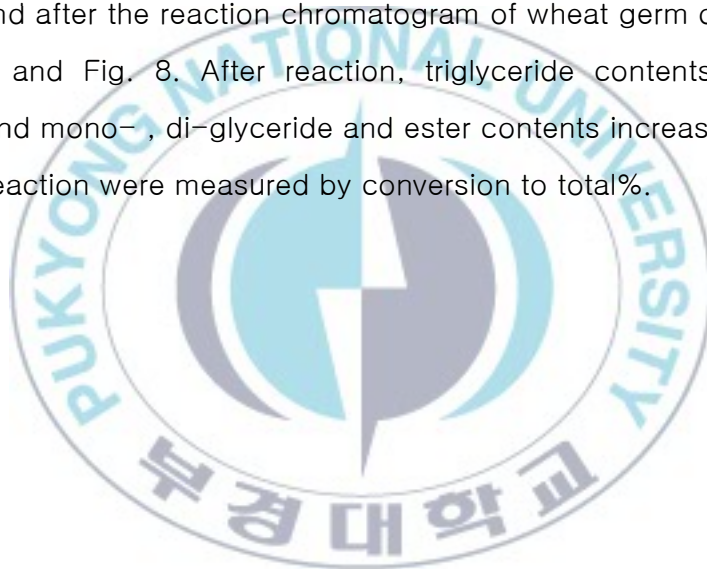 nd after the reaction chromatogram of wheat germ o
and Fig. 8. After reaction, triglyceride contents
nd mono- , di-glyceride and ester contents increas
eaction were measured by conversion to total%.
PUKYONG NATIONAL UNIVERSITY
부경대학교